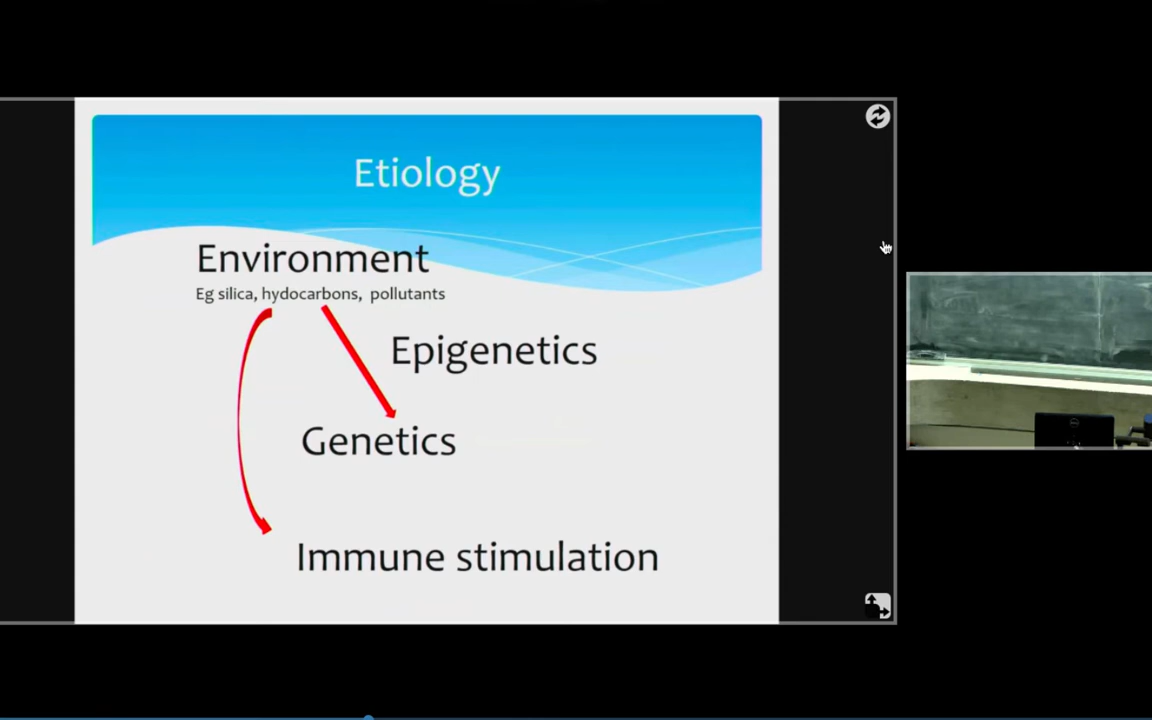 Etiology
Environment
Eg silica, hydocarbons, pollutants
Epigenetics
Genetics
Immune stimulation